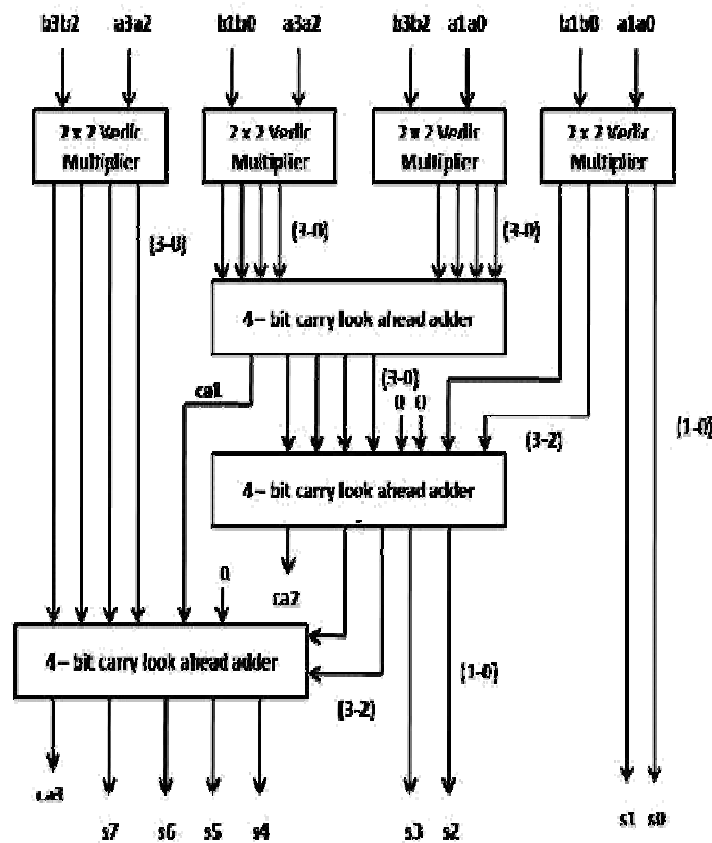 b3b2 a3a2 b1b0 a3a2 b3b2 a1a0 b1b0 a1a0
2 x 2 Vedic Multiplier
2 x 2 Vedic Multiplier
2 x 2 Vedic Multiplier
2 x 2 Vedic Multiplier
(3-0)
(3-0)
(3-0)
4 – bit carry look ahead adder
ca1
(3-0)
0 0
(3-2)
(1-0)
4 – bit carry look ahead adder
0
ca2
4 – bit carry look ahead adder
(3-2)
(1-0)
ca3
s7 s6 s5 s4 s3 s2 s1 s0